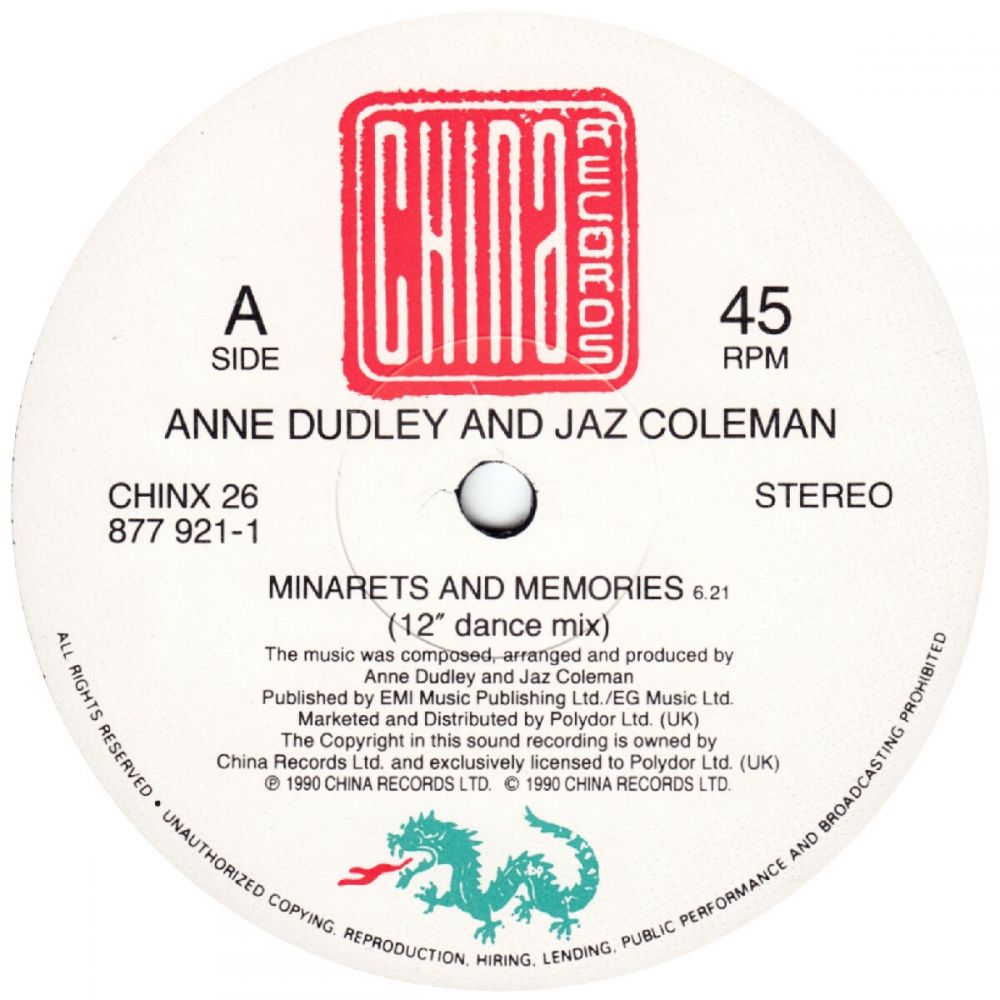 CHINA RECORDS
A
SIDE
45
RPM
ANNE DUDLEY AND JAZ COLEMAN
CHINX 26
877 921-1
STEREO
MINARETS AND MEMORIES 6.21
(12″ dance mix)
The music was composed, arranged and produced by
Anne Dudley and Jaz Coleman
Published by EMI Music Publishing Ltd./EG Music Ltd.
Marketed and Distributed by Polydor Ltd. (UK)
The Copyright in this sound recording is owned by
China Records Ltd. and exclusively licensed to Polydor Ltd. (UK)
℗ 1990 CHINA RECORDS LTD. © 1990 CHINA RECORDS LTD.
ALL RIGHTS RESERVED • UNAUTHORIZED COPYING, REPRODUCTION, HIRING, LENDING, PUBLIC PERFORMANCE AND BROADCASTING PROHIBITED